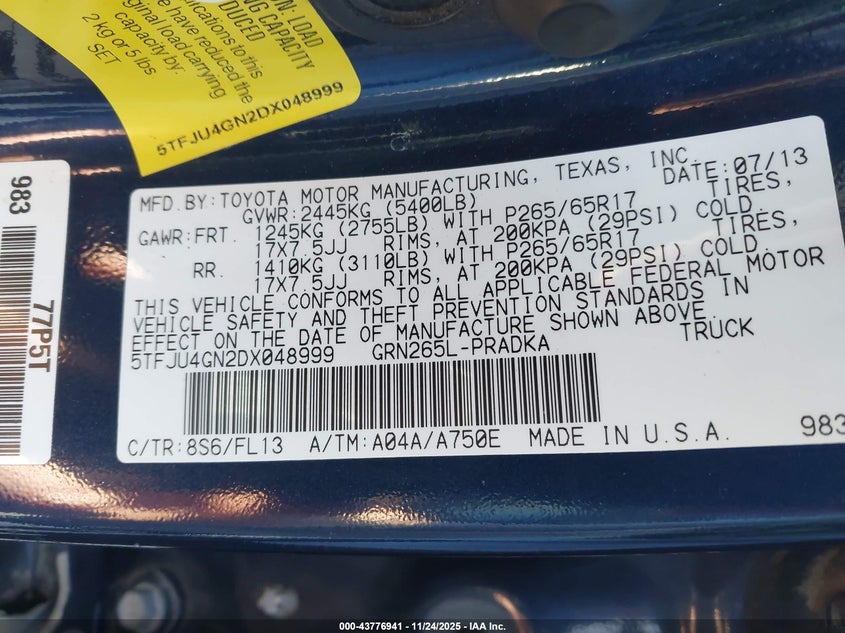 ON: LOAD
NG CAPACITY
DUCED
fications to this
e have reduced the
ginal load carrying
capacity by:
2 kg or 5 lbs
SET
5TFJU4GN2DX048999
983
77P5T
MFD.BY:TOYOTA MOTOR MANUFACTURING, TEXAS, INC. DATE:07/13
GVWR:2445KG (5400LB)
GAWR:FRT. 1245KG (2755LB) WITH P265/65R17 TIRES,
17X7.5JJ RIMS, AT 200KPA (29PSI) COLD.
RR. 1410KG (3110LB) WITH P265/65R17 TIRES,
17X7.5JJ RIMS, AT 200KPA (29PSI) COLD.
THIS VEHICLE CONFORMS TO ALL APPLICABLE FEDERAL MOTOR
VEHICLE SAFETY AND THEFT PREVENTION STANDARDS IN
EFFECT ON THE DATE OF MANUFACTURE SHOWN ABOVE.
5TFJU4GN2DX048999 GRN265L-PRADKA TRUCK
C/TR:8S6/FL13 A/TM:A04A/A750E MADE IN U.S.A. 983
000-43776941 - 11/24/2025 - IAA Inc.